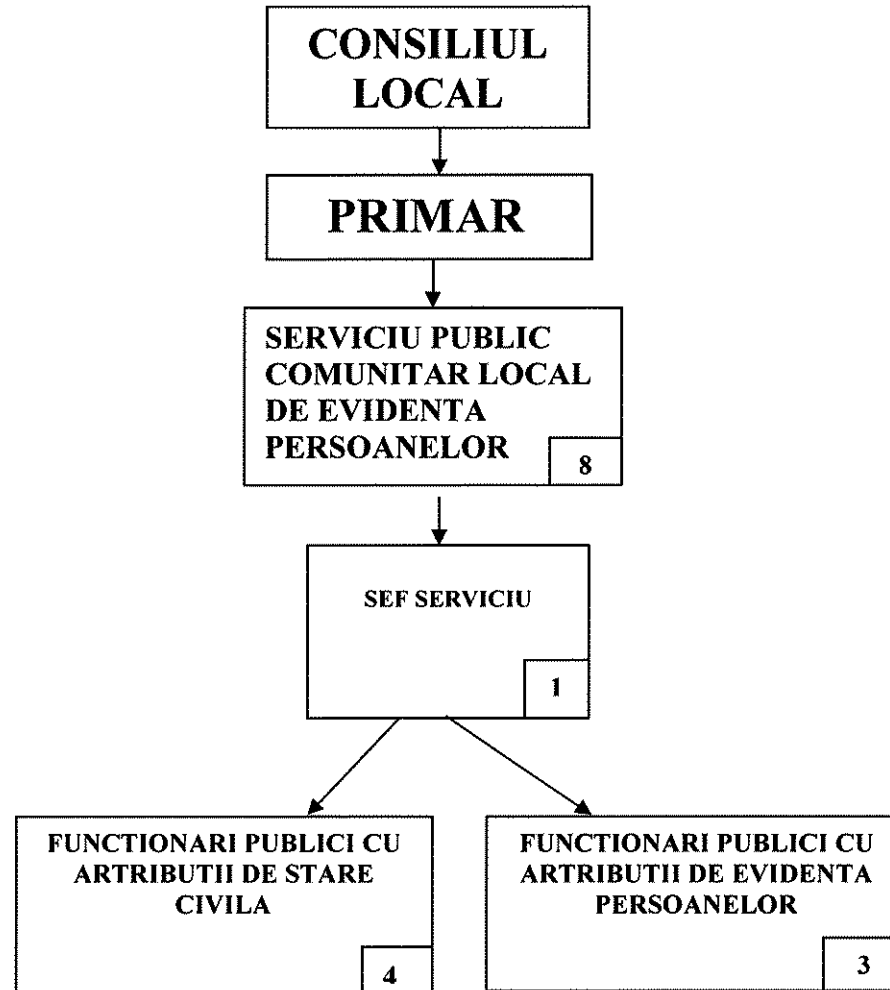 CONSILIUL
LOCAL
PRIMAR
SERVICIU PUBLIC
COMUNITAR LOCAL
DE EVIDENTA
PERSOANELOR
8
SEF SERVICIU
1
FUNCTIONARI PUBLICI CU
ARTRIBUTII DE STARE
CIVILA
4
FUNCTIONARI PUBLICI CU
ARTRIBUTII DE EVIDENTA
PERSOANELOR
3